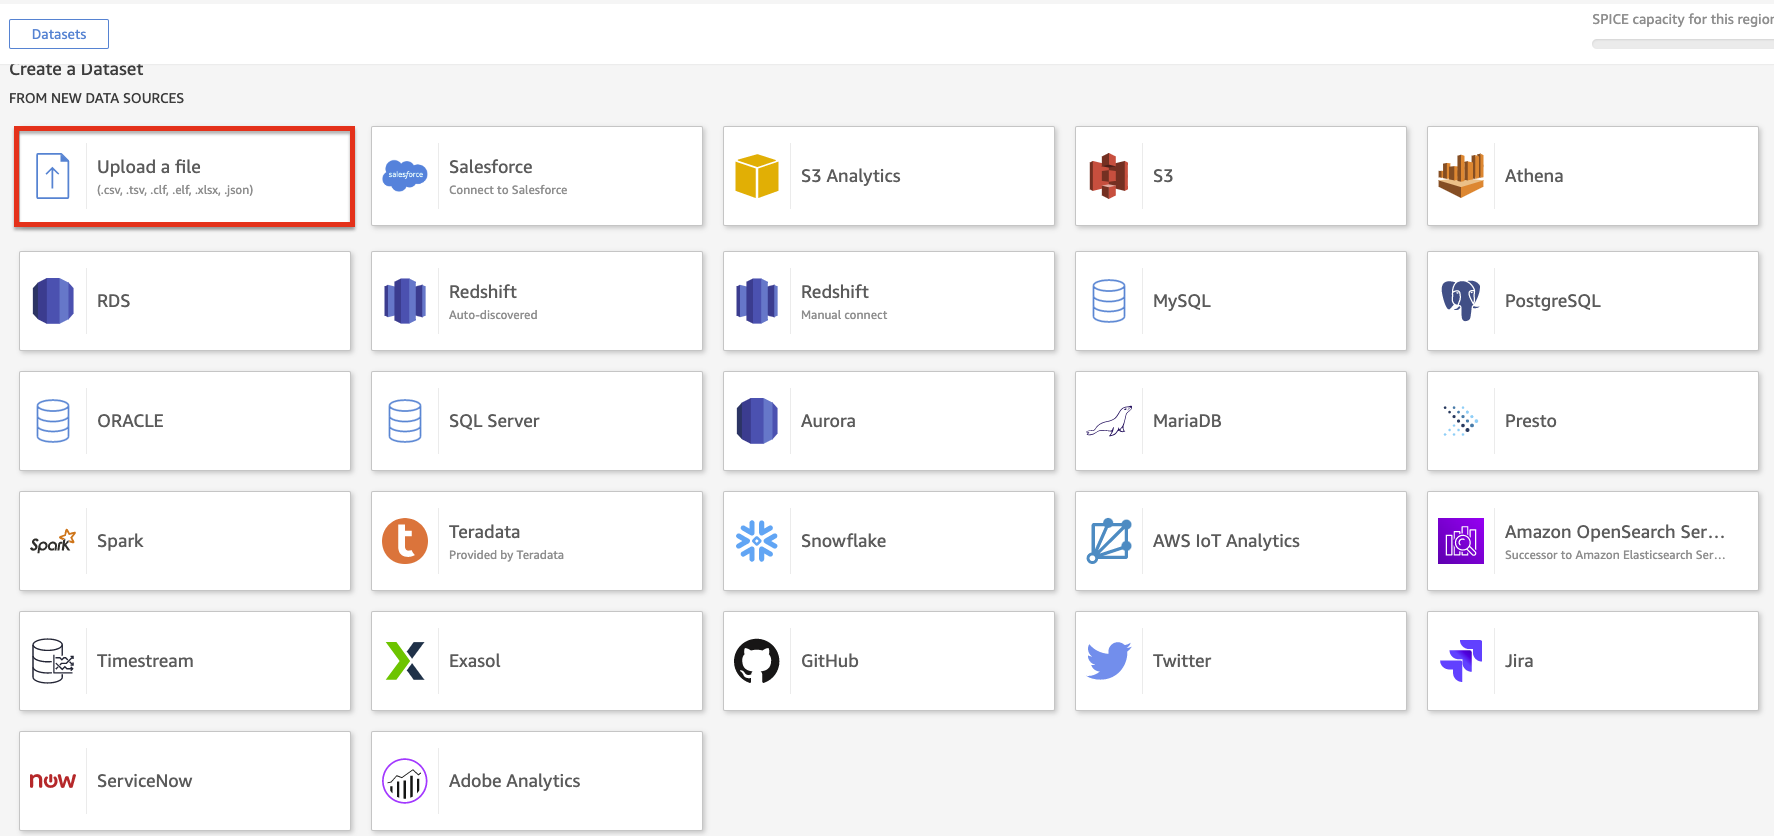 Datasets
SPICE capacity for this region
Create a Dataset
FROM NEW DATA SOURCES
Upload a file
(.csv, .tsv, .clf, .elf, .xlsx, .json)
salesforce
Salesforce
Connect to Salesforce
S3 Analytics
S3
Athena
RDS
Redshift
Auto-discovered
Redshift
Manual connect
MySQL
PostgreSQL
ORACLE
SQL Server
Aurora
MariaDB
Presto
Spark
Spark
t
Teradata
Provided by Teradata
Snowflake
AWS IoT Analytics
Amazon OpenSearch Ser...
Successor to Amazon Elasticsearch Ser...
Timestream
Exasol
GitHub
Twitter
Jira
now
ServiceNow
Adobe Analytics